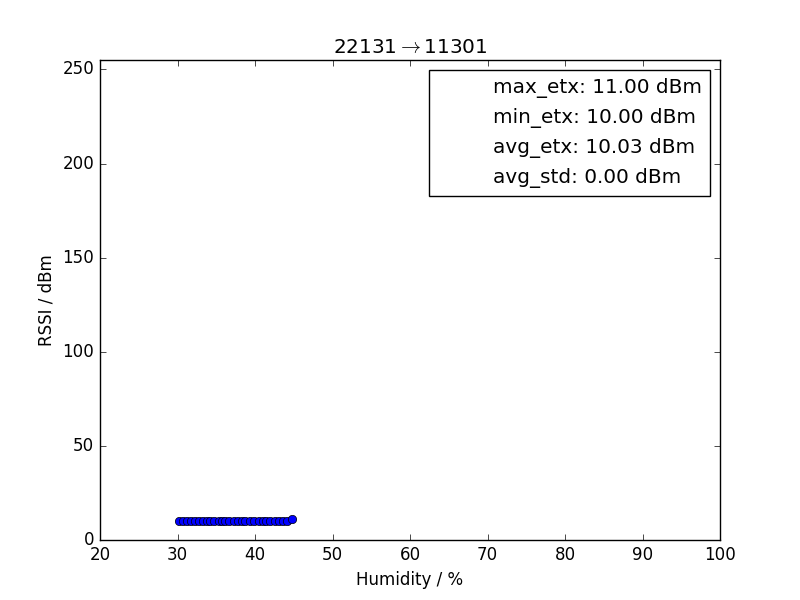 22131→11301
max_etx: 11.00 dBm
min_etx: 10.00 dBm
avg_etx: 10.03 dBm
avg_std: 0.00 dBm
RSSI / dBm
250
200
150
100
50
0
20 30 40 50 60 70 80 90 100
Humidity / %